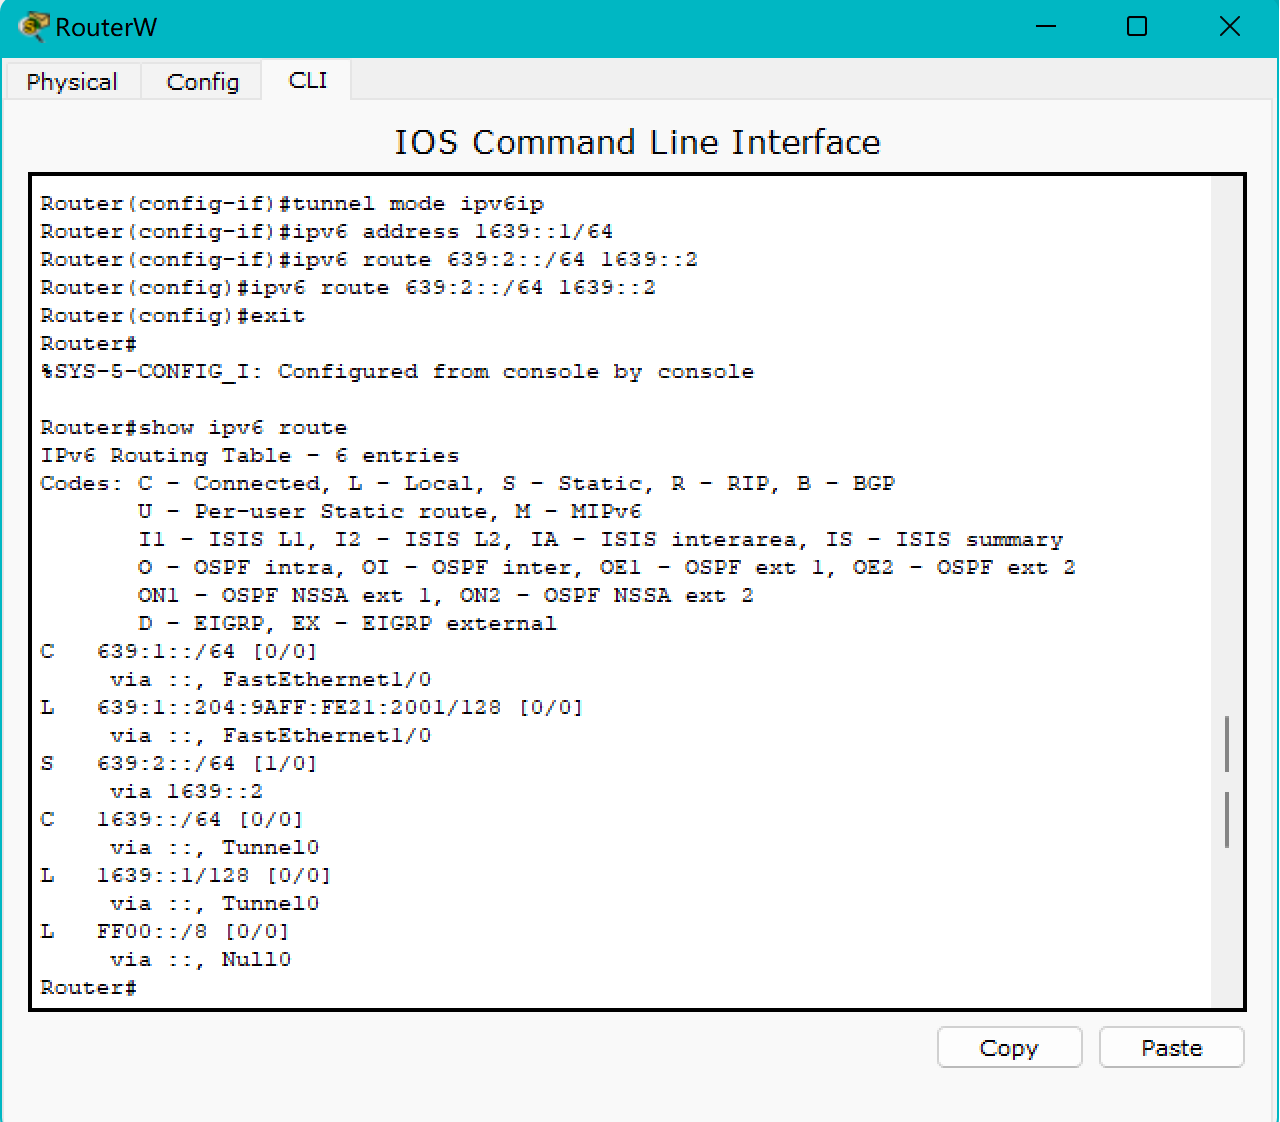 RouterW
Physical Config CLI
IOS Command Line Interface
Router(config-if)#tunnel mode ipv6ip
Router(config-if)#ipv6 address 1639::1/64
Router(config-if)#ipv6 route 639:2::/64 1639::2
Router(config)#ipv6 route 639:2::/64 1639::2
Router(config)#exit
Router#
%SYS-5-CONFIG_I: Configured from console by console
Router#show ipv6 route
IPv6 Routing Table - 6 entries
Codes: C - Connected, L - Local, S - Static, R - RIP, B - BGP
U - Per-user Static route, M - MIPv6
I1 - ISIS L1, I2 - ISIS L2, IA - ISIS interarea, IS - ISIS summary
O - OSPF intra, OI - OSPF inter, OE1 - OSPF ext 1, OE2 - OSPF ext 2
ON1 - OSPF NSSA ext 1, ON2 - OSPF NSSA ext 2
D - EIGRP, EX - EIGRP external
C 639:1::/64 [0/0]
via ::, FastEthernet1/0
L 639:1::204:9AFF:FE21:2001/128 [0/0]
via ::, FastEthernet1/0
S 639:2::/64 [1/0]
via 1639::2
C 1639::/64 [0/0]
via ::, Tunnel0
L 1639::1/128 [0/0]
via ::, Tunnel0
L FF00::/8 [0/0]
via ::, Null0
Router#
Copy Paste